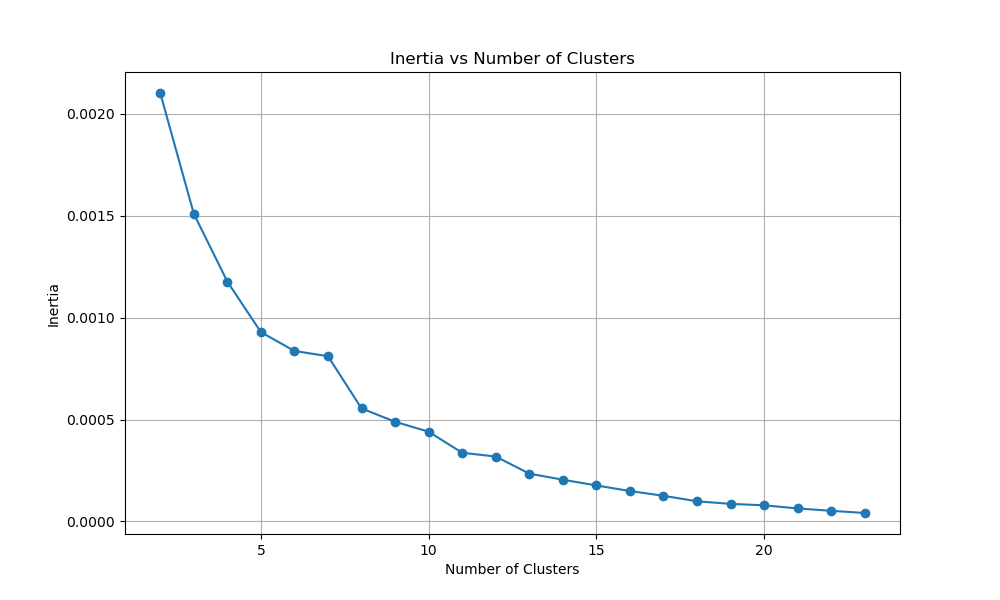 Inertia vs Number of Clusters
0.0020
0.0015
0.0010
0.0005
0.0000
Inertia
5 10 15 20
Number of Clusters